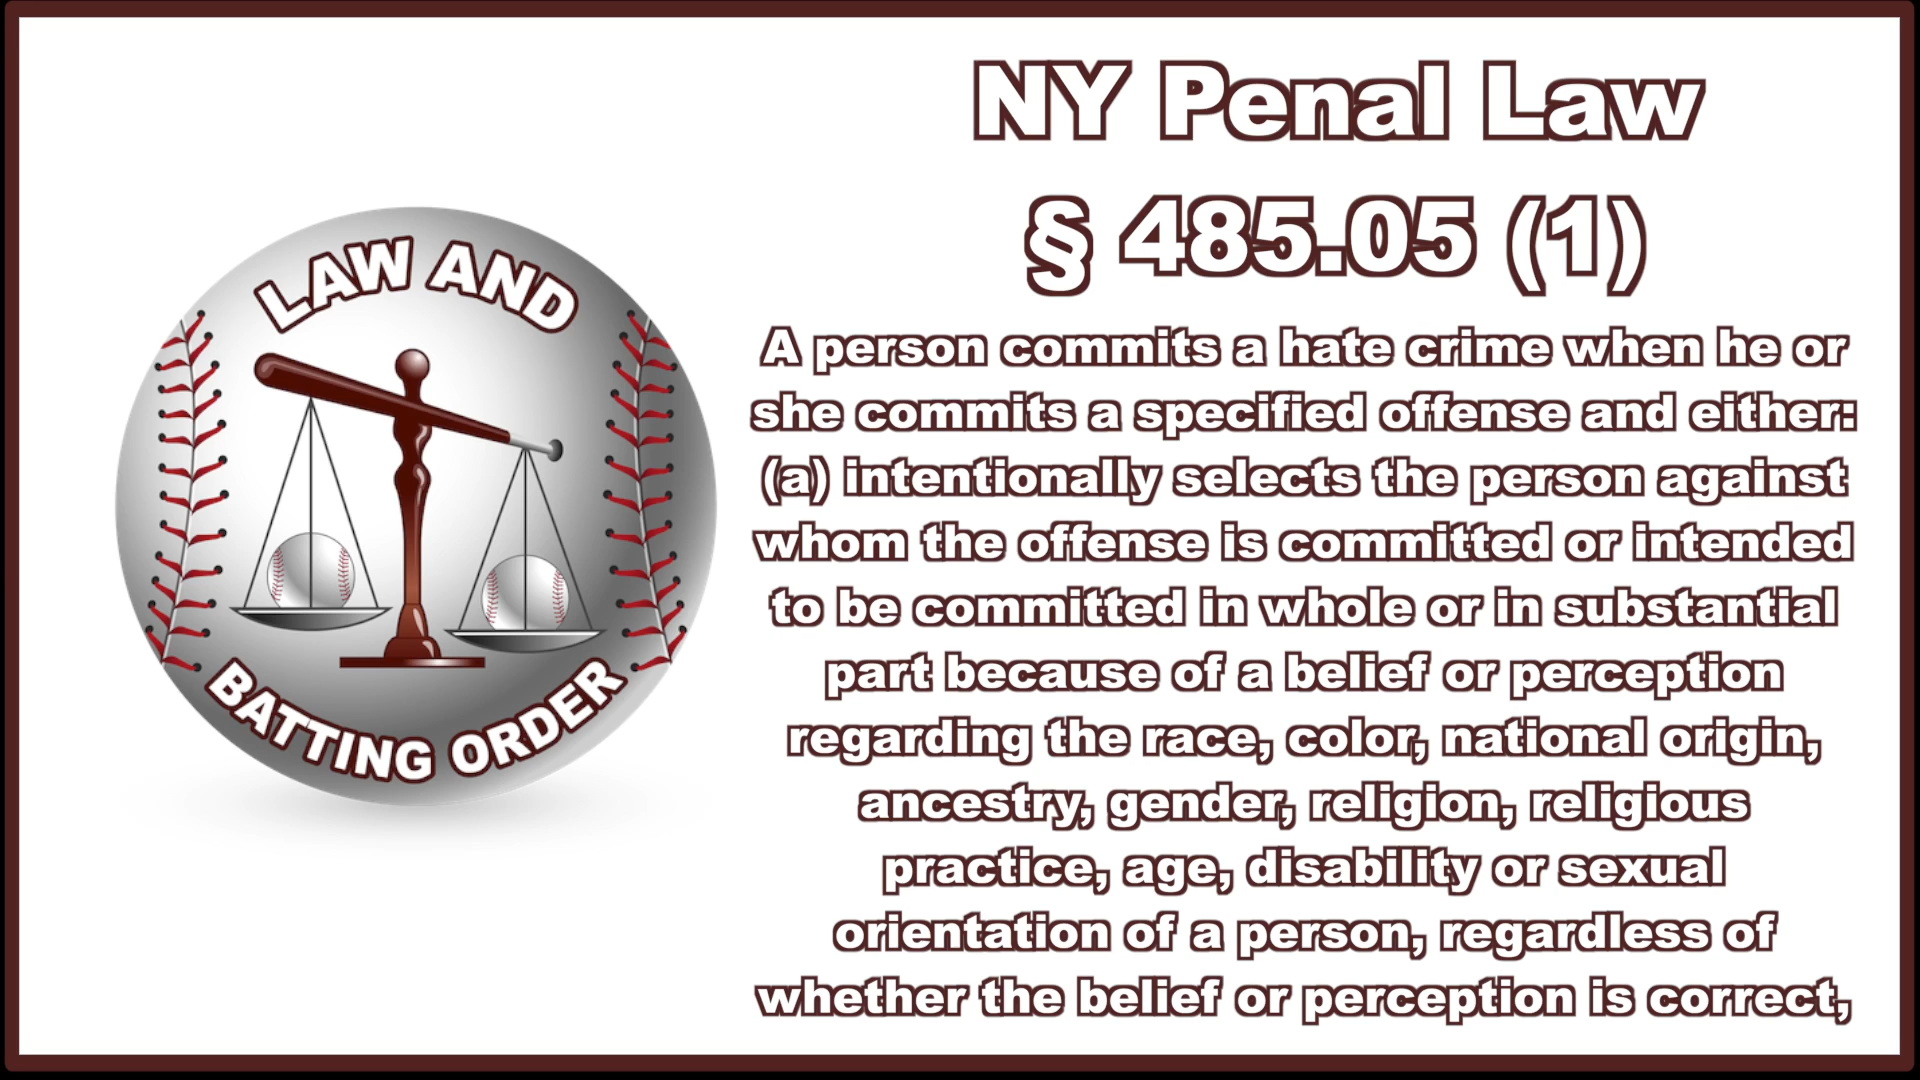 LAW AND
BATTING ORDER
NY Penal Law
§ 485.05 (1)
A person commits a hate crime when he or
she commits a specified offense and either:
(a) intentionally selects the person against
whom the offense is committed or intended
to be committed in whole or in substantial
part because of a belief or perception
regarding the race, color, national origin,
ancestry, gender, religion, religious
practice, age, disability or sexual
orientation of a person, regardless of
whether the belief or perception is correct,